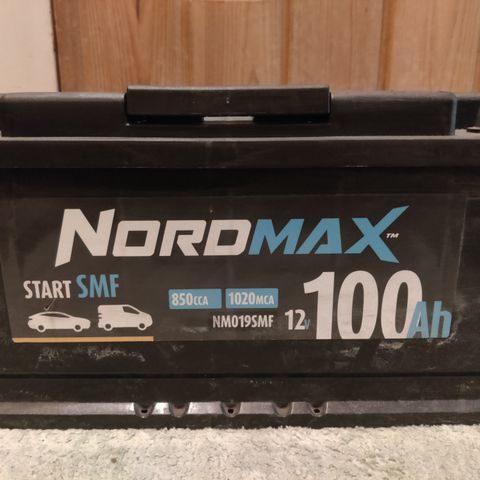 NORDMAX™
START SMF
850CCA 1020MCA
NM019SMF 12V 100Ah